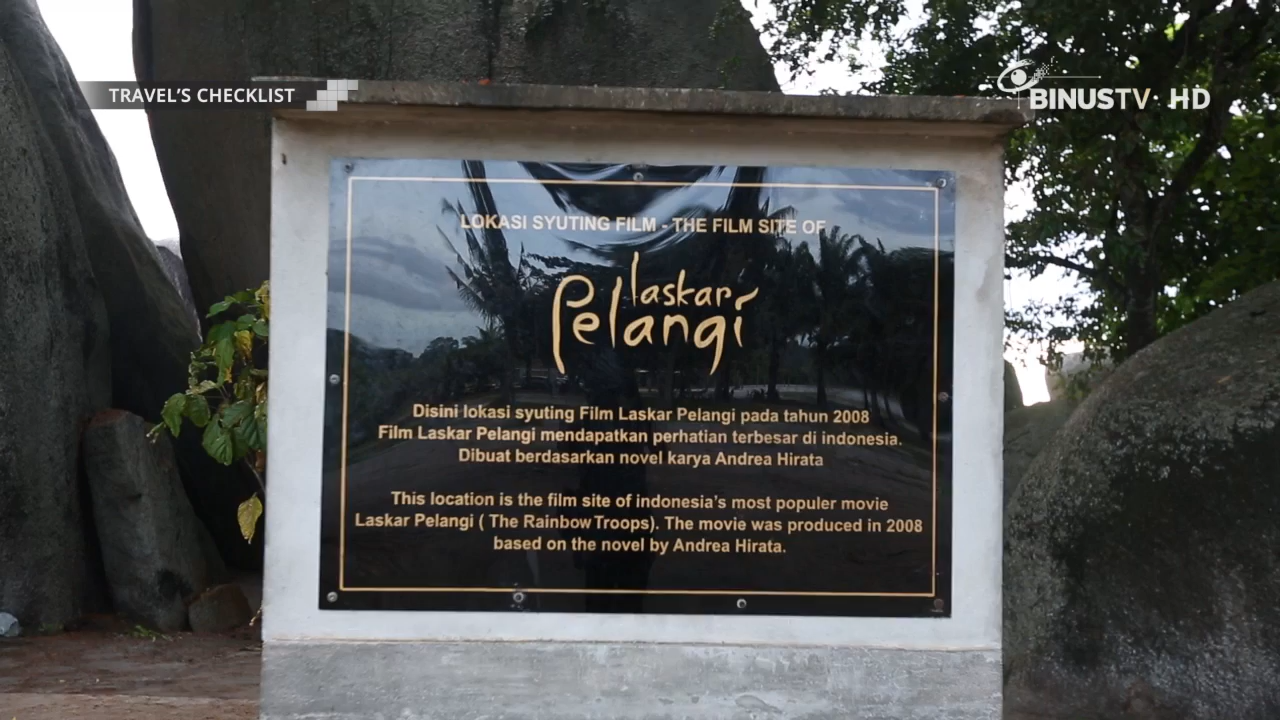 TRAVEL'S CHECKLIST
BINUSTV HD
LOKASI SYUTING FILM - THE FILM SITE OF
laskar
Pelangi
Disini lokasi syuting Film Laskar Pelangi pada tahun 2008
Film Laskar Pelangi mendapatkan perhatian terbesar di indonesia.
Dibuat berdasarkan novel karya Andrea Hirata
This location is the film site of indonesia's most populer movie
Laskar Pelangi ( The Rainbow Troops). The movie was produced in 2008
based on the novel by Andrea Hirata.